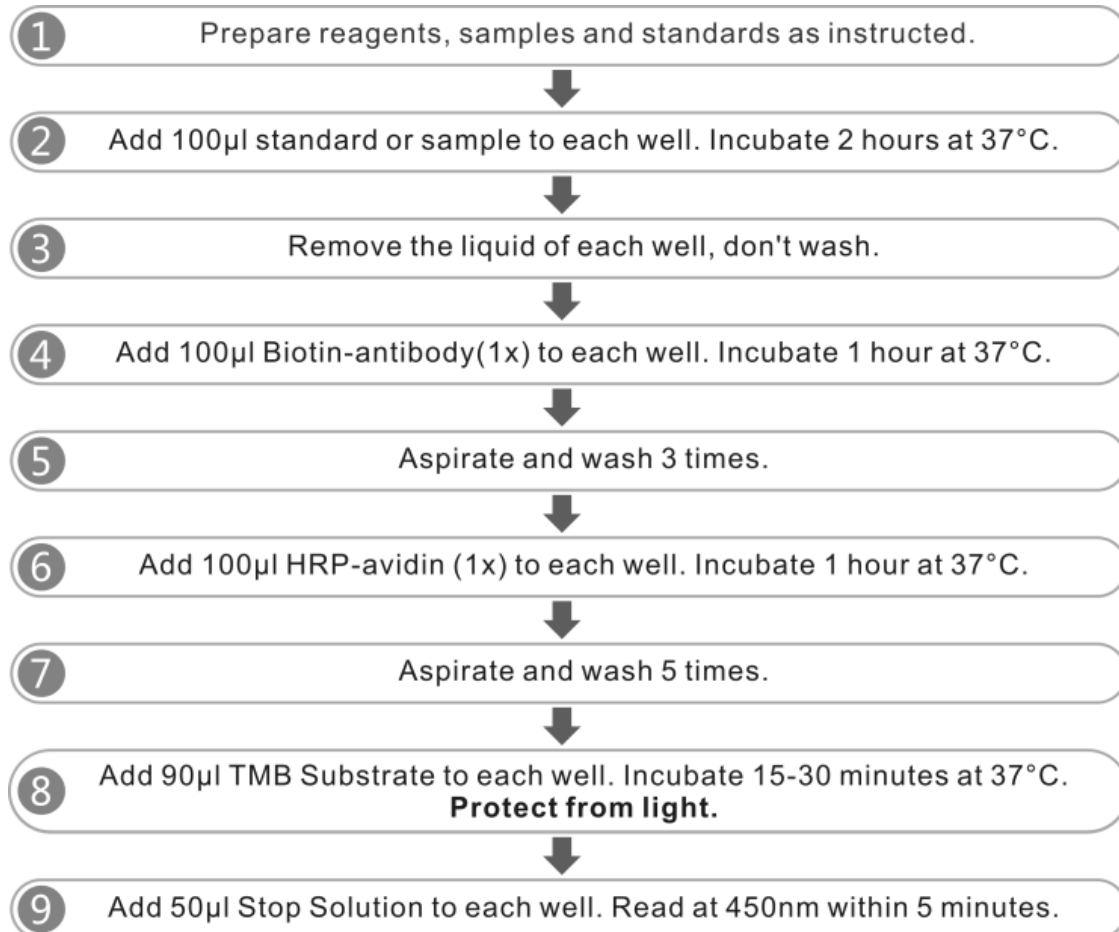 1 Prepare reagents, samples and standards as instructed.
2 Add 100µl standard or sample to each well. Incubate 2 hours at 37°C.
3 Remove the liquid of each well, don't wash.
4 Add 100µl Biotin-antibody(1x) to each well. Incubate 1 hour at 37°C.
5 Aspirate and wash 3 times.
6 Add 100µl HRP-avidin (1x) to each well. Incubate 1 hour at 37°C.
7 Aspirate and wash 5 times.
8 Add 90µl TMB Substrate to each well. Incubate 15-30 minutes at 37°C.
Protect from light.
9 Add 50µl Stop Solution to each well. Read at 450nm within 5 minutes.